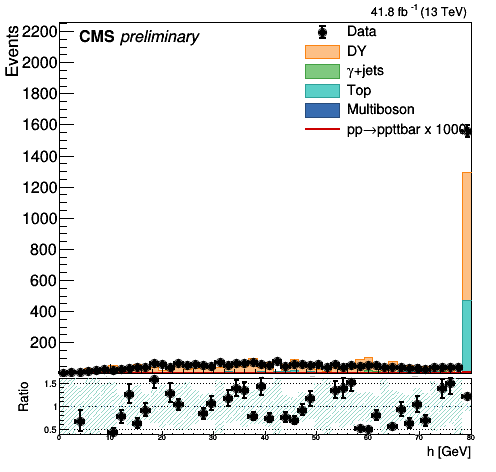 41.8 fb⁻¹ (13 TeV)
CMS preliminary
Events
2200
2000
1800
1600
1400
1200
1000
800
600
400
200
Data
DY
γ+jets
Top
Multiboson
pp→ppttbar x 1000
Ratio
1.5
1
0.5
0 10 20 30 40 50 60 70 80
h [GeV]